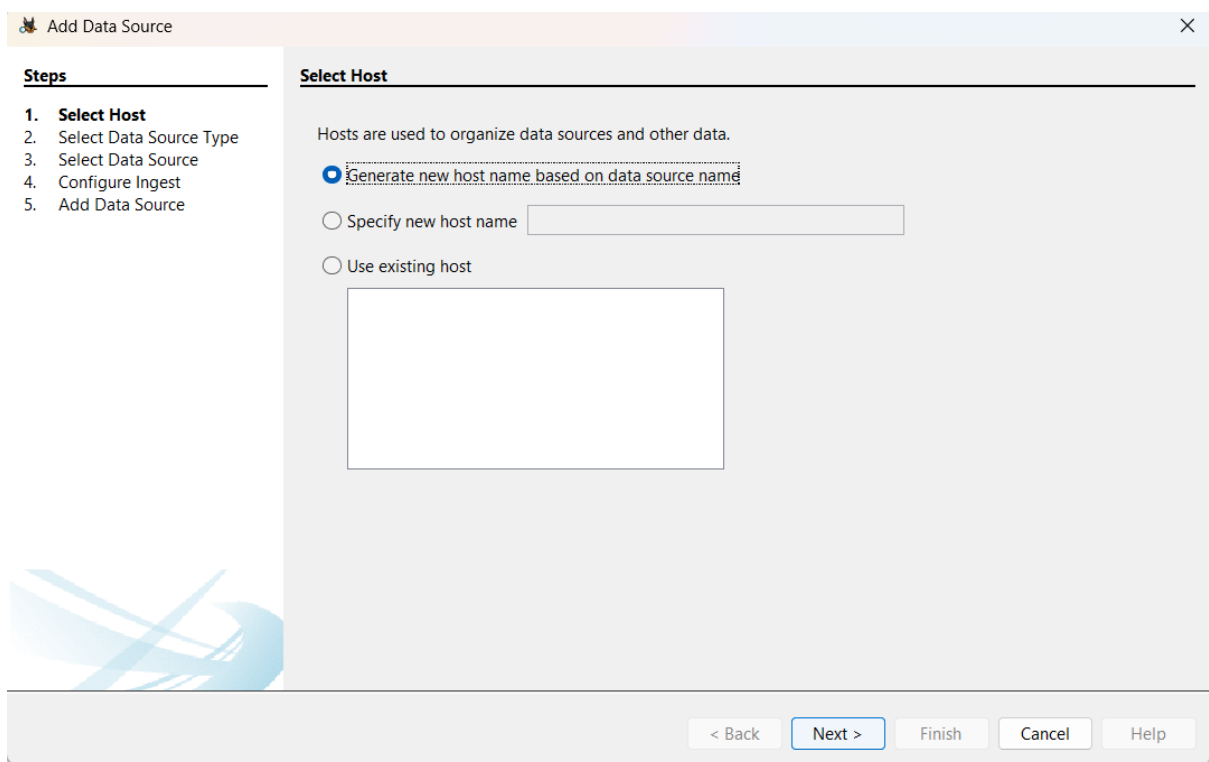 Add Data Source
Steps
1. Select Host
2. Select Data Source Type
3. Select Data Source
4. Configure Ingest
5. Add Data Source
Select Host
Hosts are used to organize data sources and other data.
Generate new host name based on data source name
Specify new host name
Use existing host
< Back Next > Finish Cancel Help